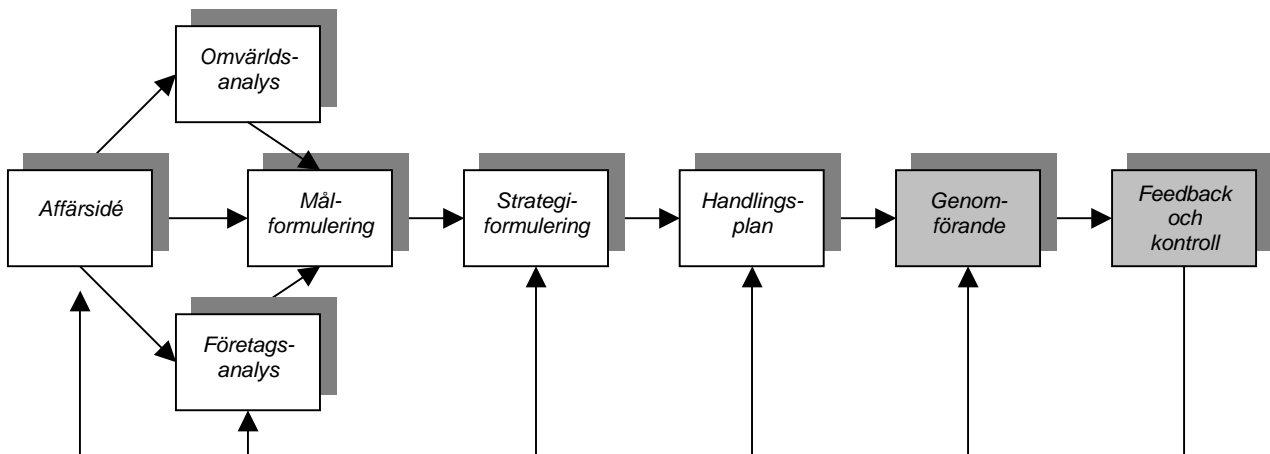 Omvärlds-
analys
Affärsidé
Mål-
formulering
Strategi-
formulering
Handlings-
plan
Genom-
förande
Feedback
och
kontroll
Företags-
analys